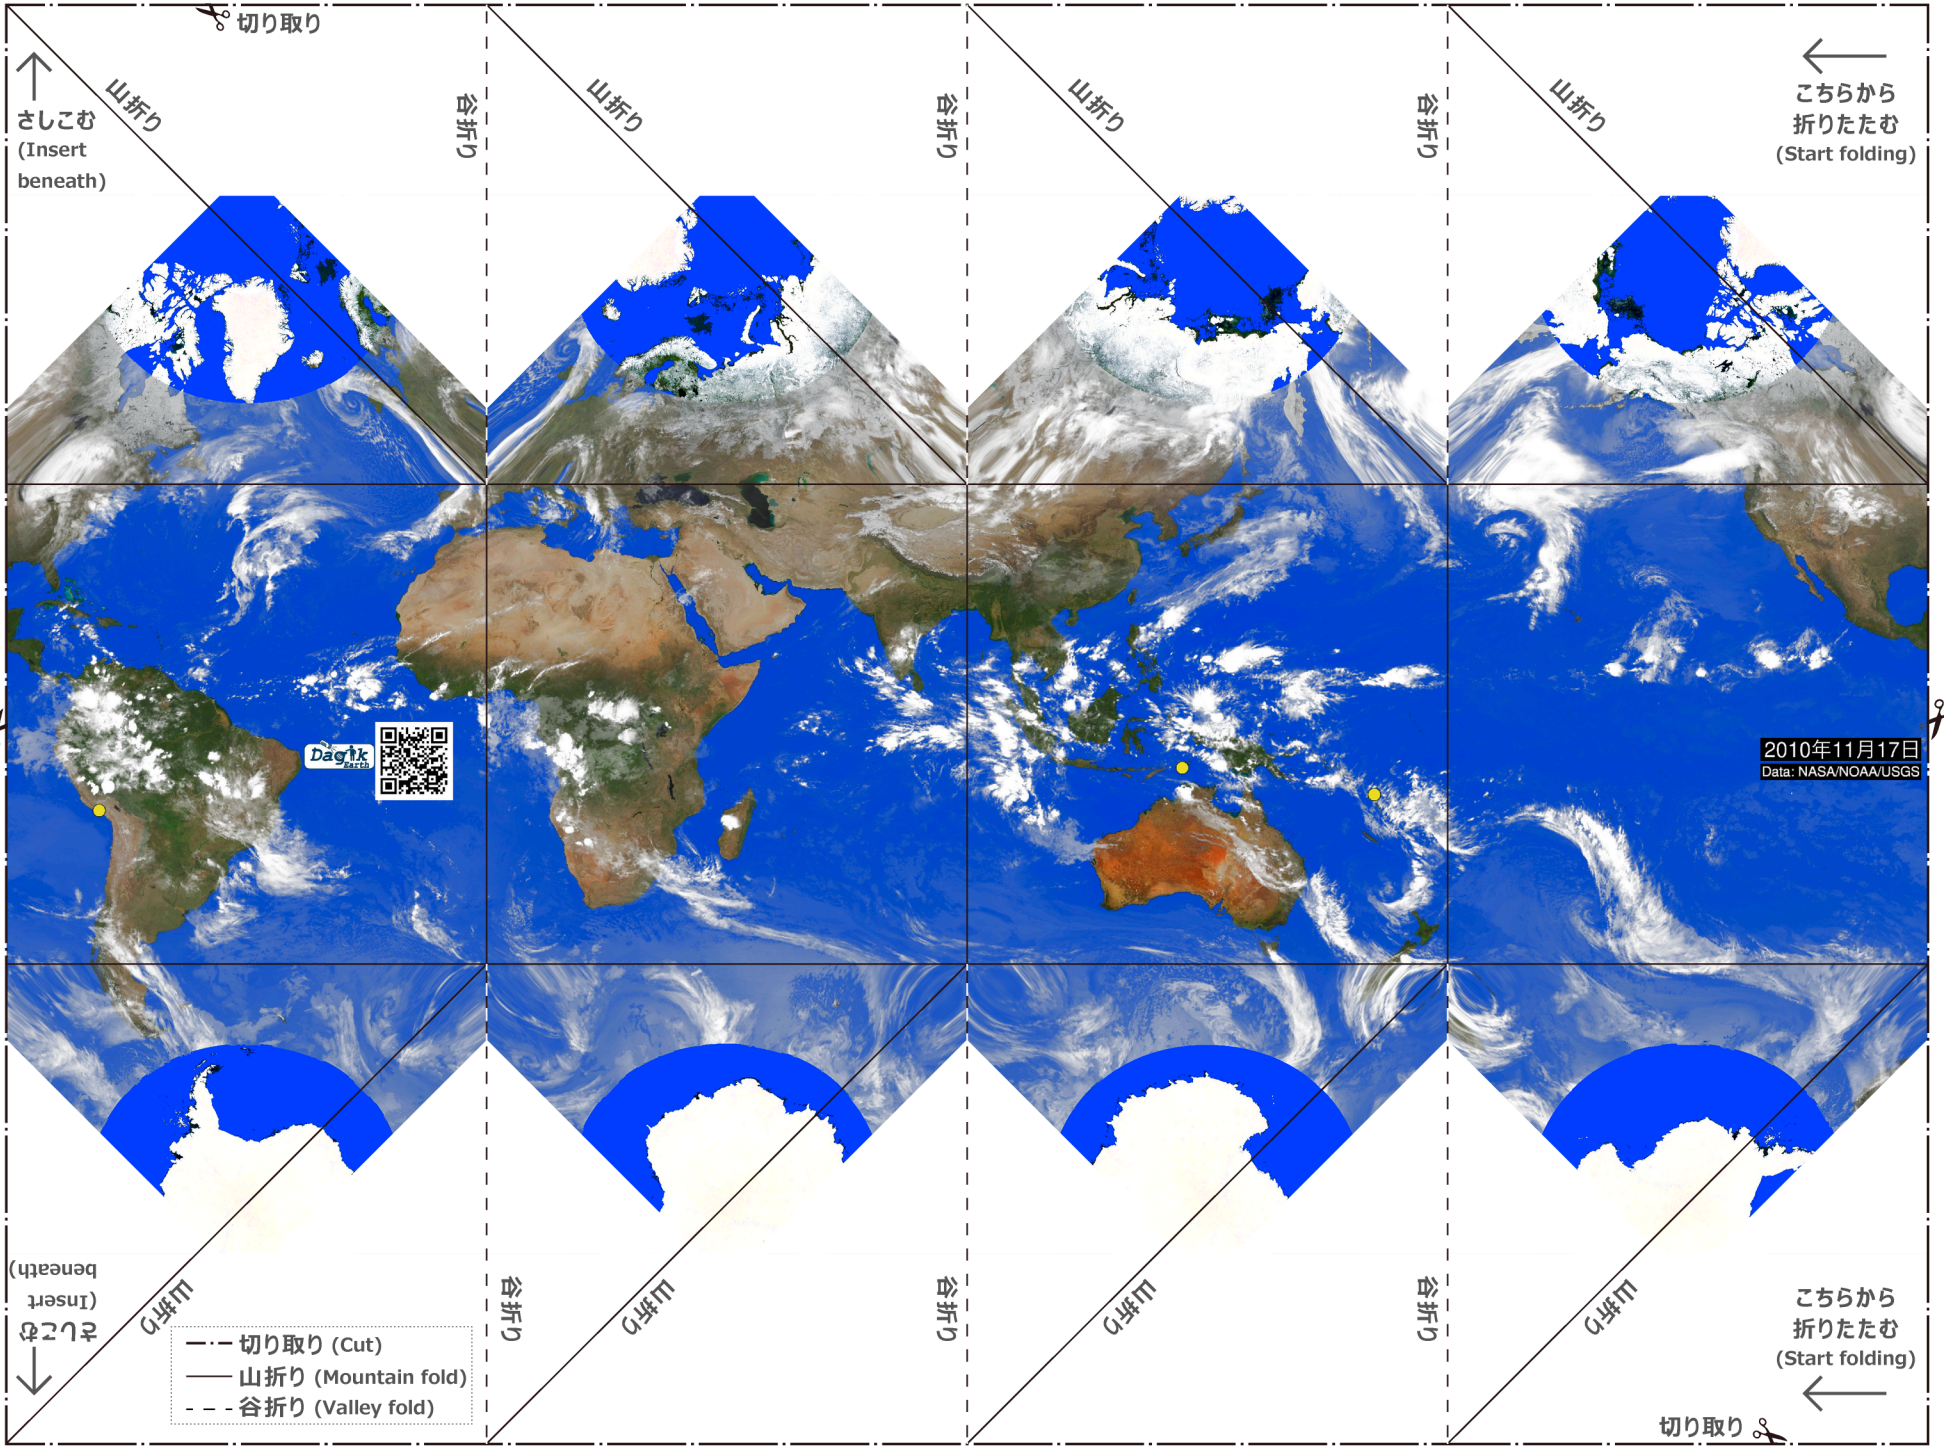 切り取り
山折り
谷折り
山折り
谷折り
山折り
谷折り
山折り
さしこむ
(Insert
beneath)
こちらから
折りたたむ
(Start folding)
Dagik
Earth
2010年11月17日
Data: NASA/NOAA/USGS
さしこむ
(Insert
beneath)
山折り
谷折り
山折り
谷折り
山折り
谷折り
山折り
こちらから
折りたたむ
(Start folding)
切り取り (Cut)
山折り (Mountain fold)
谷折り (Valley fold)
切り取り